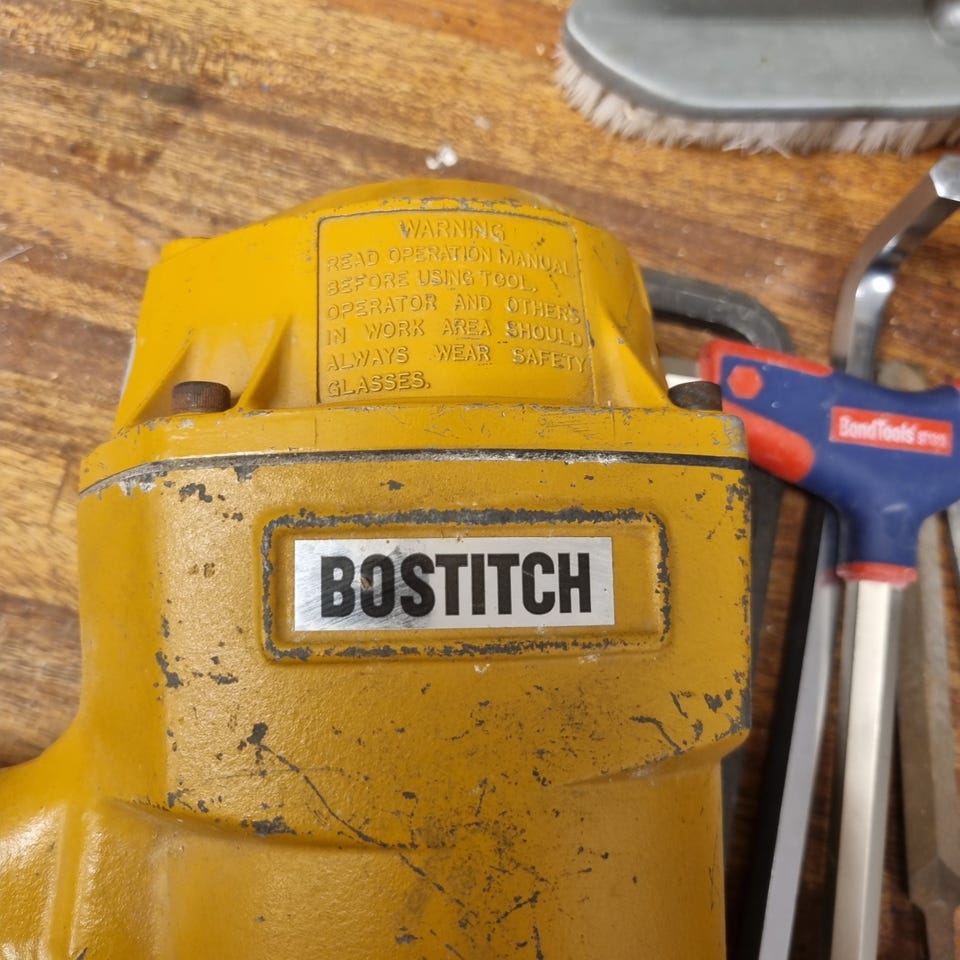 WARNING
READ OPERATION MANUAL
BEFORE USING TOOL.
OPERATOR AND OTHERS
IN WORK AREA SHOULD
ALWAYS WEAR SAFETY
GLASSES.
BOSTITCH
BondTools